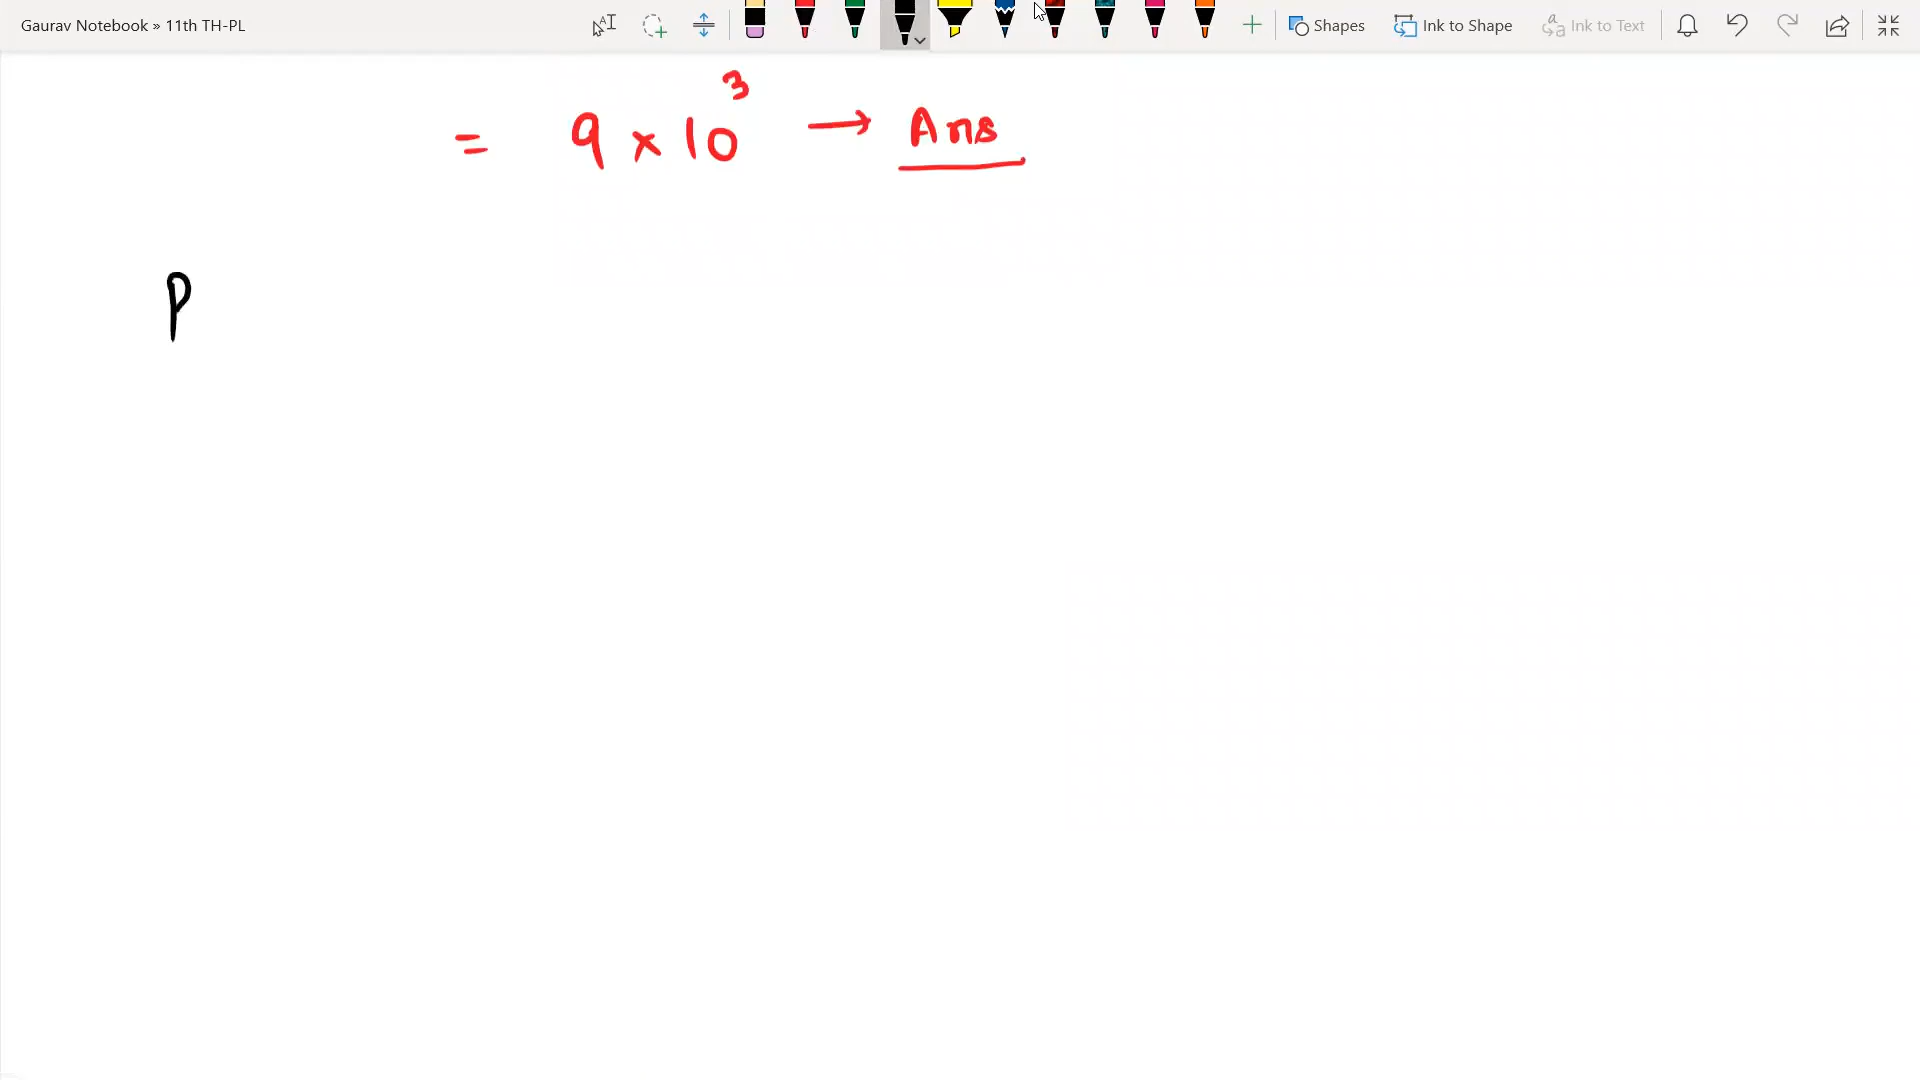 Gaurav Notebook » 11th TH-PL
Shapes
Ink to Shape
Ink to Text
= 9 × 10³ → Ans
P